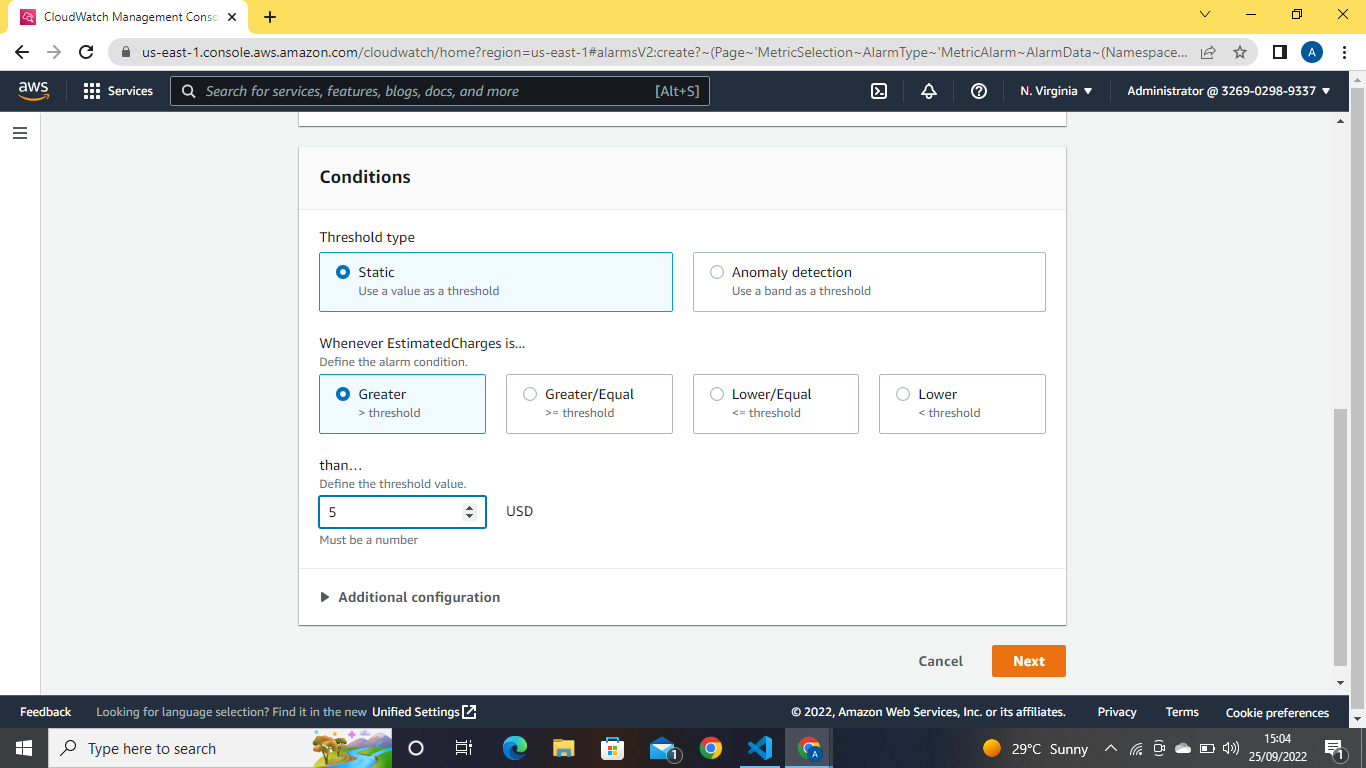 CloudWatch Management Conso
us-east-1.console.aws.amazon.com/cloudwatch/home?region=us-east-1#alarmsV2:create?~(Page~'MetricSelection~AlarmType~'MetricAlarm~AlarmData~(Namespace...
A
aws
Services
Search for services, features, blogs, docs, and more
[Alt+S]
N. Virginia
Administrator @ 3269-0298-9337
Conditions
Threshold type
Static
Use a value as a threshold
Anomaly detection
Use a band as a threshold
Whenever EstimatedCharges is...
Define the alarm condition.
Greater
> threshold
Greater/Equal
>= threshold
Lower/Equal
<= threshold
Lower
< threshold
than...
Define the threshold value.
5
USD
Must be a number
Additional configuration
Cancel
Next
Feedback
Looking for language selection? Find it in the new Unified Settings
© 2022, Amazon Web Services, Inc. or its affiliates.
Privacy
Terms
Cookie preferences
Type here to search
1
A
29°C Sunny
15:04
25/09/2022
1